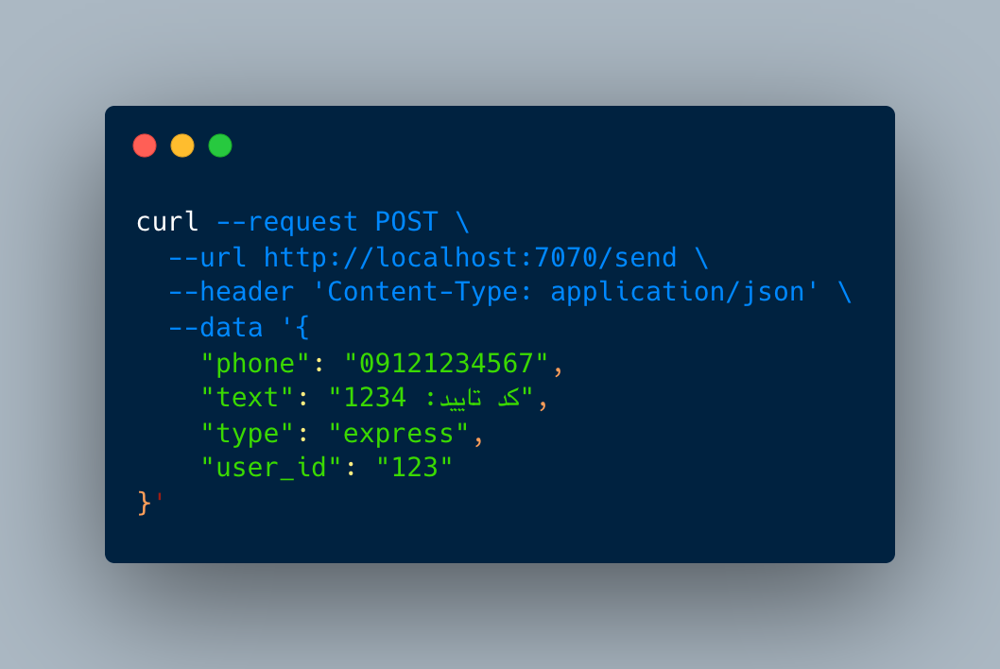 curl --request POST \
  --url http://localhost:7070/send \
  --header 'Content-Type: application/json' \
  --data '{
    "phone": "09121234567",
    "text": "کد تایید: 1234",
    "type": "express",
    "user_id": "123"
}'